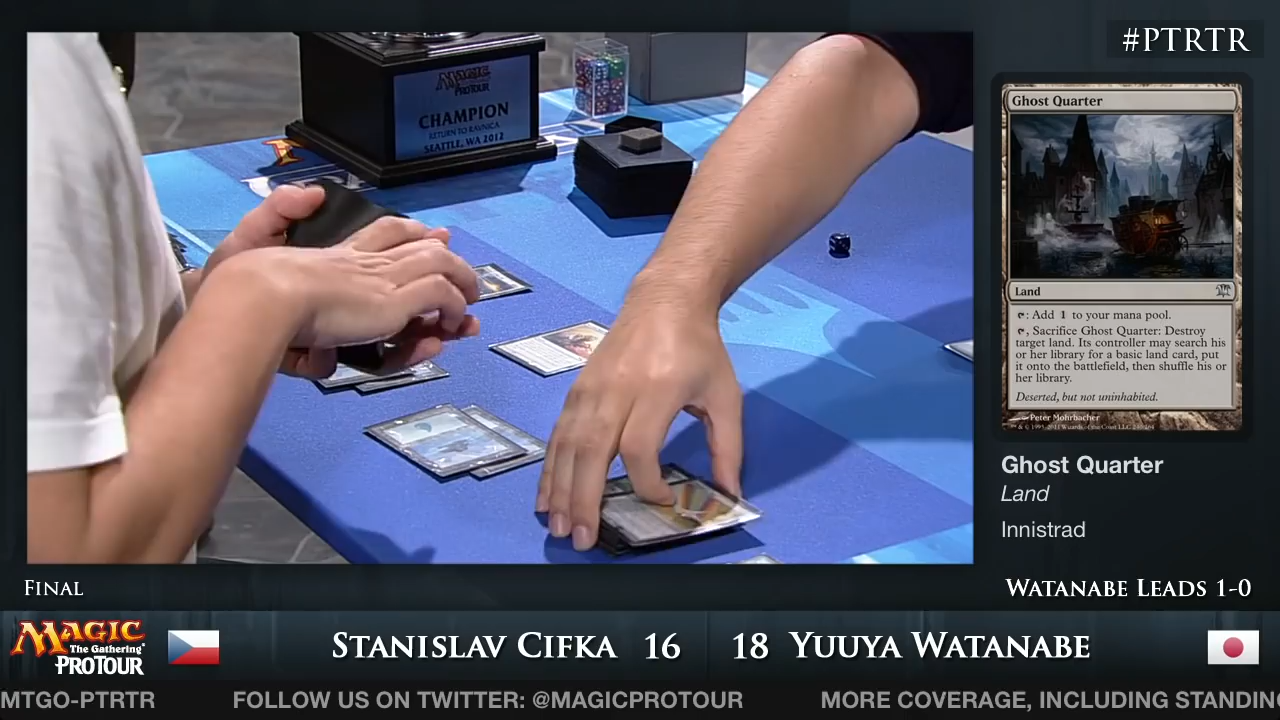 #PTRTR
MAGIC
PRO TOUR
CHAMPION
RETURN TO RAVNICA
SEATTLE, WA 2012
Ghost Quarter
Land
: Add 1 to your mana pool.
, Sacrifice Ghost Quarter: Destroy
target land. Its controller may search his
or her library for a basic land card, put
it onto the battlefield, then shuffle his or
her library.
Deserted, but not uninhabited.
Peter Mohrbacher
Ghost Quarter
Land
Innistrad
FINAL
WATANABE LEADS 1-0
MAGIC
The Gathering
PROTOUR
STANISLAV CIFKA 16
18 YUUYA WATANABE
MTGO-PTRTR FOLLOW US ON TWITTER: @MAGICPROTOUR MORE COVERAGE, INCLUDING STANDIN